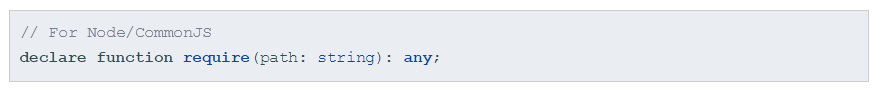 // For Node/CommonJS
declare function require(path: string): any;